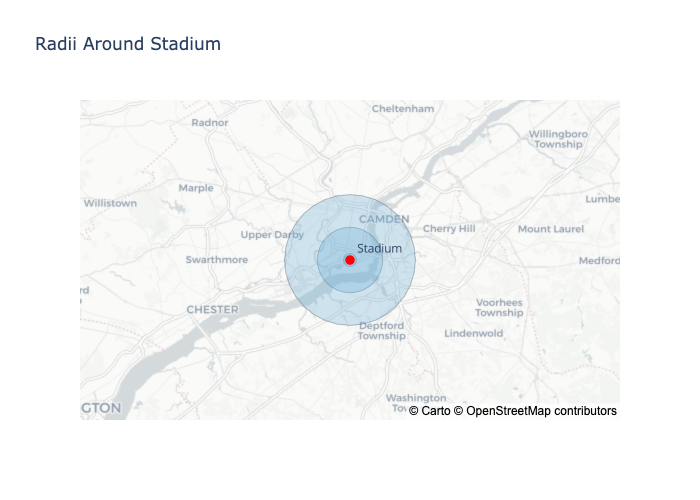 Radii Around Stadium
Cheltenham
Radnor
Willingboro
Township
Marple
Willistown
Lumbe
CAMDEN
Upper Darby
Cherry Hill
Mount Laurel
Stadium
Swarthmore
Medford
rd
CHESTER
Voorhees
Township
Deptford
Township
Lindenwold
Washington
GTON
© Carto © OpenStreetMap contributors